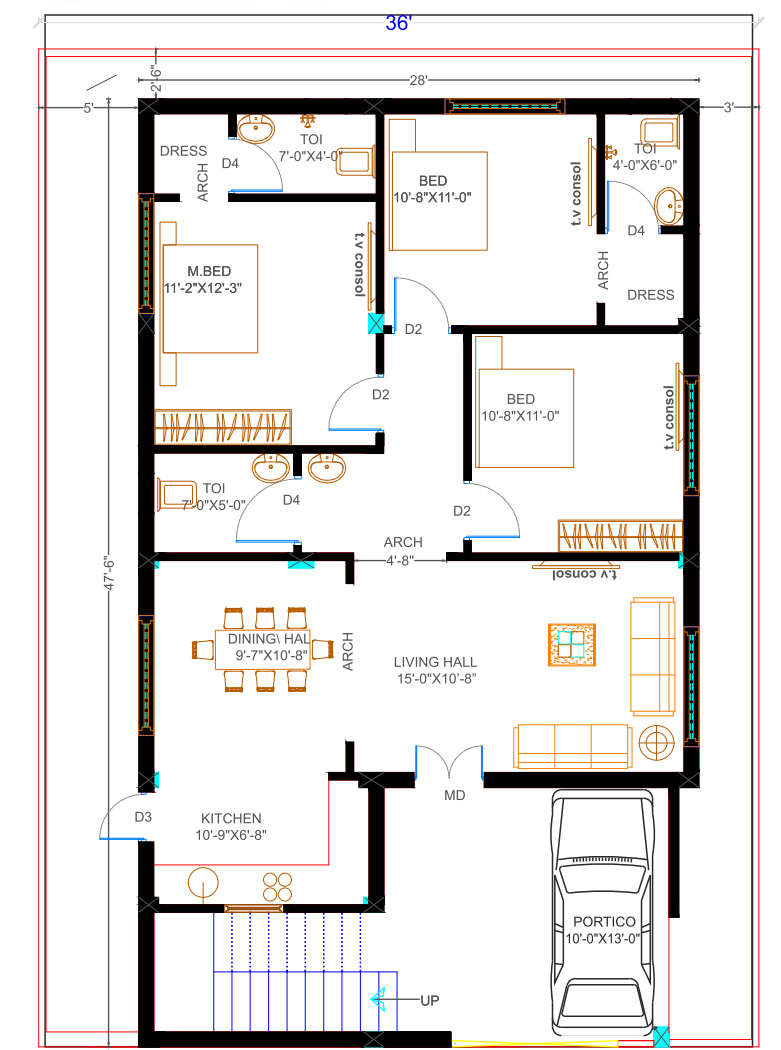 36'
2'-6"
28'
5'
3'
DRESS
ARCH
D4
TOI
7'-0"X4'-0"
BED
10'-8"X11'-0"
t.v consol
TOI
4'-0"X6'-0"
D4
ARCH
DRESS
M.BED
11'-2"X12'-3"
t.v consol
D2
D2
BED
10'-8"X11'-0"
t.v consol
TOI
7'-0"X5'-0"
D4
D2
ARCH
4'-8"
t.v consol
47'-6"
DINING\ HAL
9'-7"X10'-8"
ARCH
LIVING HALL
15'-0"X10'-8"
MD
D3
KITCHEN
10'-9"X6'-8"
PORTICO
10'-0"X13'-0"
UP